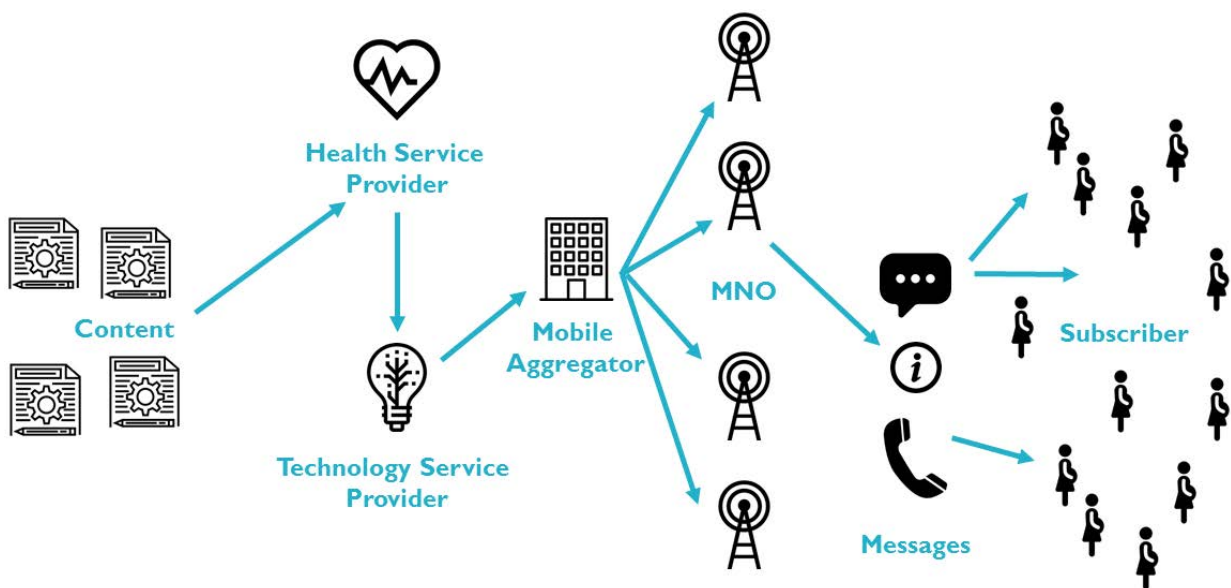 Health Service
Provider
Content
Technology Service
Provider
Mobile
Aggregator
MNO
i
Messages
Subscriber